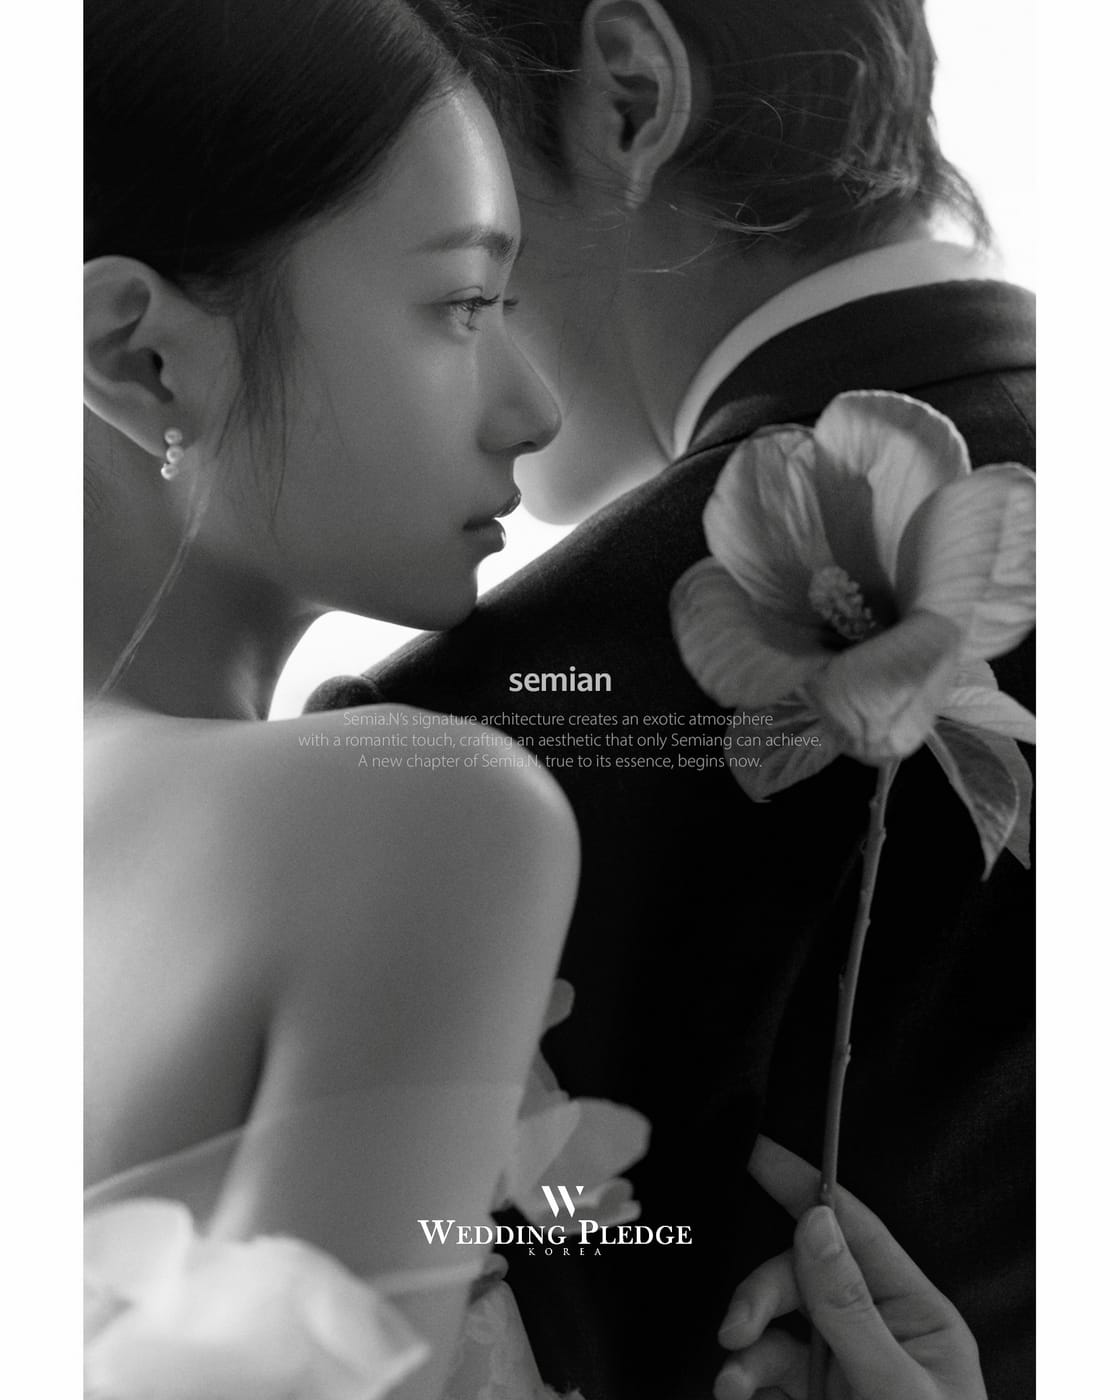 semian
Semia.N's signature architecture creates an exotic atmosphere
with a romantic touch, crafting an aesthetic that only Semiang can achieve.
A new chapter of Semia.N, true to its essence, begins now.
W
WEDDING PLEDGE
KOREA